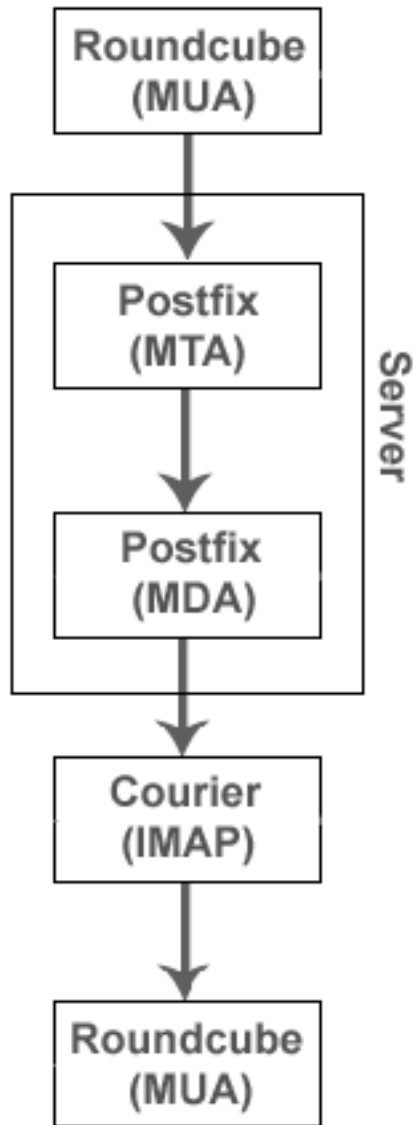 Roundcube
(MUA)
Postfix
(MTA)
Server
Postfix
(MDA)
Courier
(IMAP)
Roundcube
(MUA)